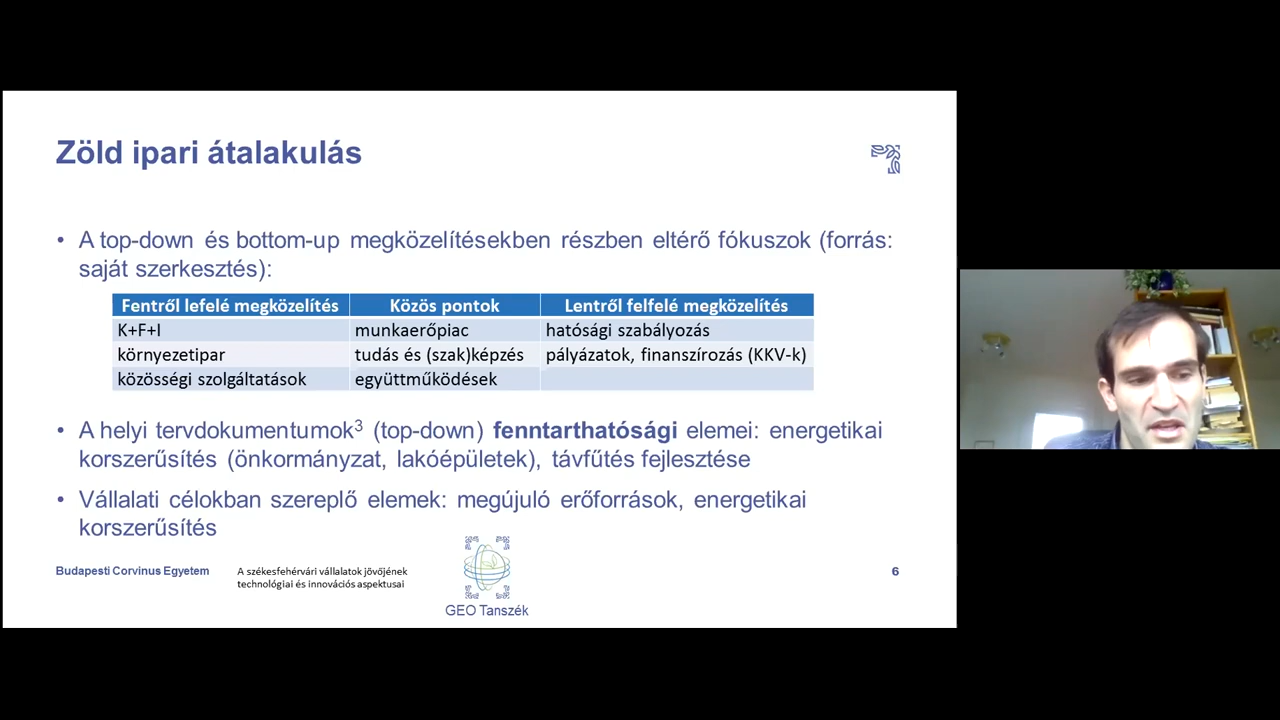 Zöld ipari átalakulás
• A top-down és bottom-up megközelítésekben részben eltérő fókuszok (forrás:
saját szerkesztés):
Fentről lefelé megközelítés Közös pontok Lentről felfelé megközelítés
K+F+I munkaerőpiac hatósági szabályozás
környezetipar tudás és (szak)képzés pályázatok, finanszírozás (KKV-k)
közösségi szolgáltatások együttműködések
• A helyi tervdokumentumok³ (top-down) fenntarthatósági elemei: energetikai
korszerűsítés (önkormányzat, lakóépületek), távfűtés fejlesztése
• Vállalati célokban szereplő elemek: megújuló erőforrások, energetikai
korszerűsítés
Budapesti Corvinus Egyetem
A székesfehérvári vállalatok jövőjének
technológiai és innovációs aspektusai
GEO Tanszék
6